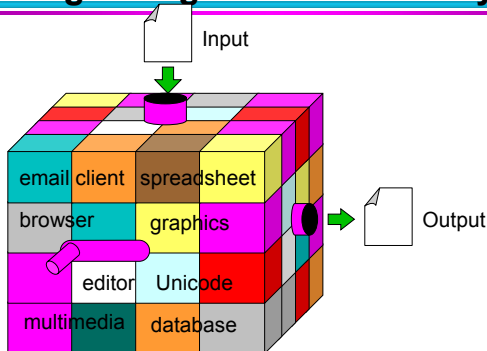 Input
email client spreadsheet
browser graphics
Output
editor Unicode
multimedia database